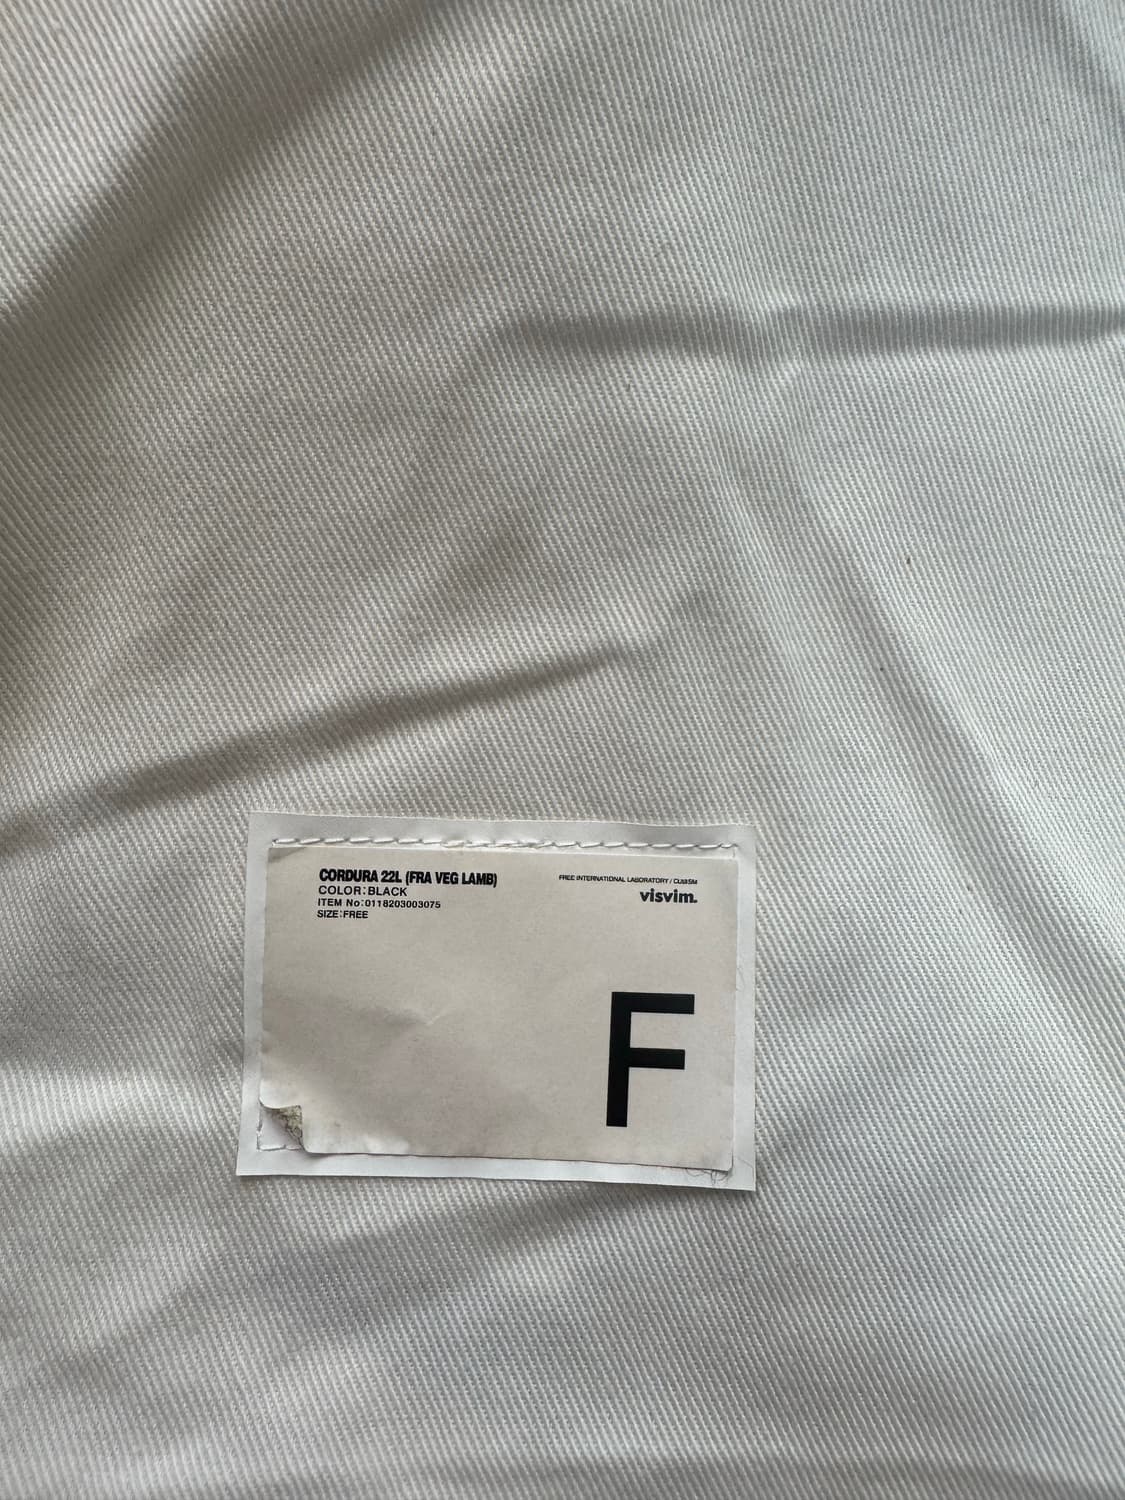 CORDURA 22L (FRA VEG LAMB)
COLOR:BLACK
ITEM No:0118203003075
SIZE:FREE
FREE INTERNATIONAL LABORATORY / CUBISM
visvim.
F